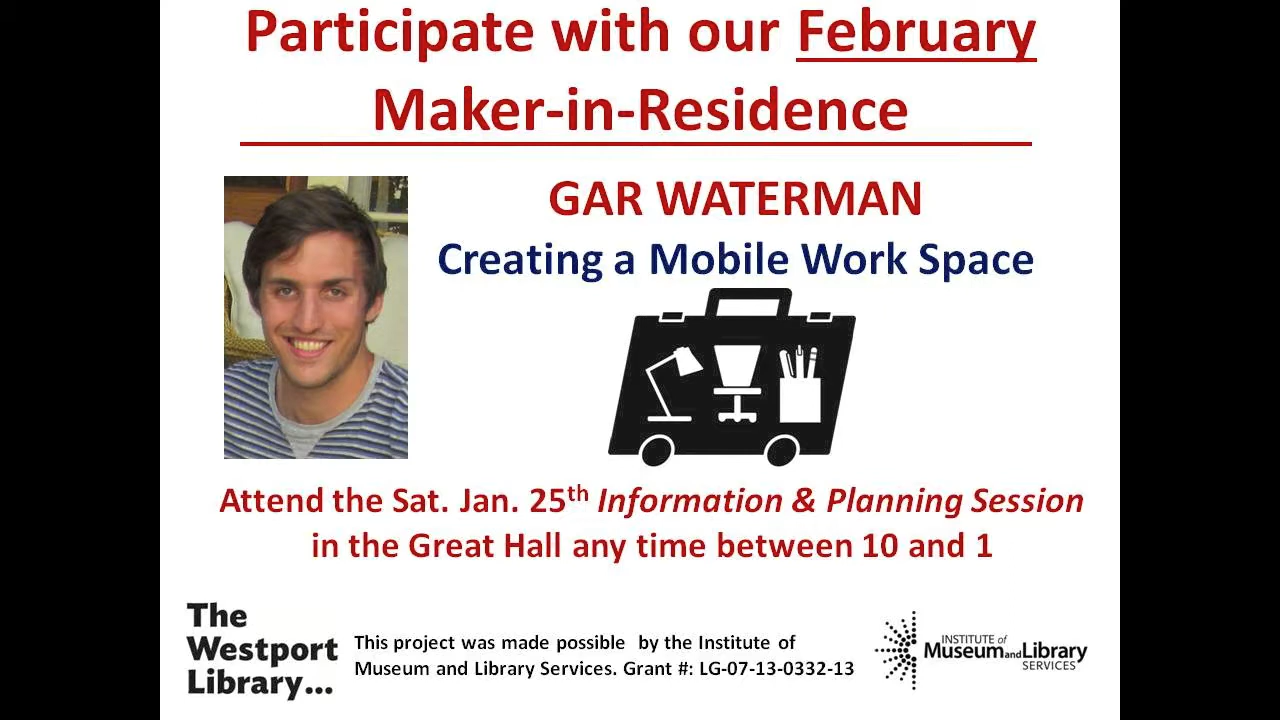 Participate with our February
Maker-in-Residence
GAR WATERMAN
Creating a Mobile Work Space
Attend the Sat. Jan. 25th Information & Planning Session
in the Great Hall any time between 10 and 1
The
Westport
Library...
This project was made possible by the Institute of
Museum and Library Services. Grant #: LG-07-13-0332-13
INSTITUTE of
Museum and Library
SERVICES